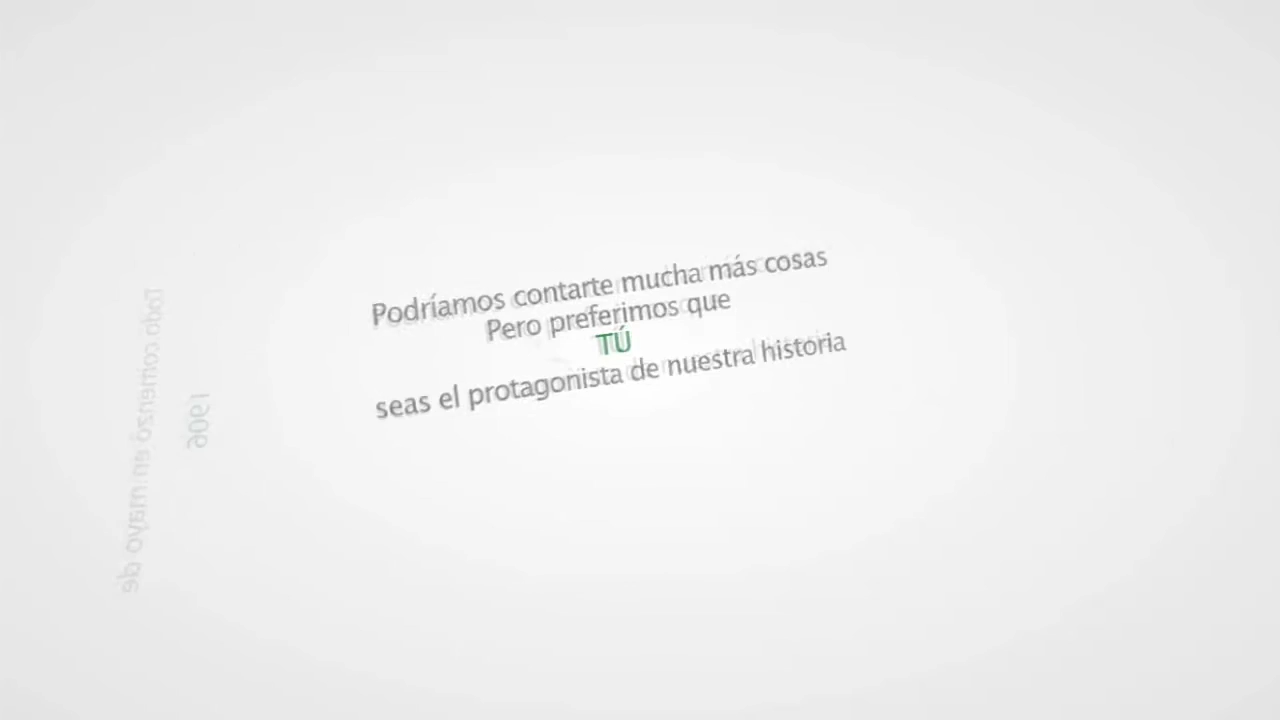 Podríamos contarte mucha más cosas
Pero preferimos que
TÚ
seas el protagonista de nuestra historia
Todo comenzó en mayo de
1906